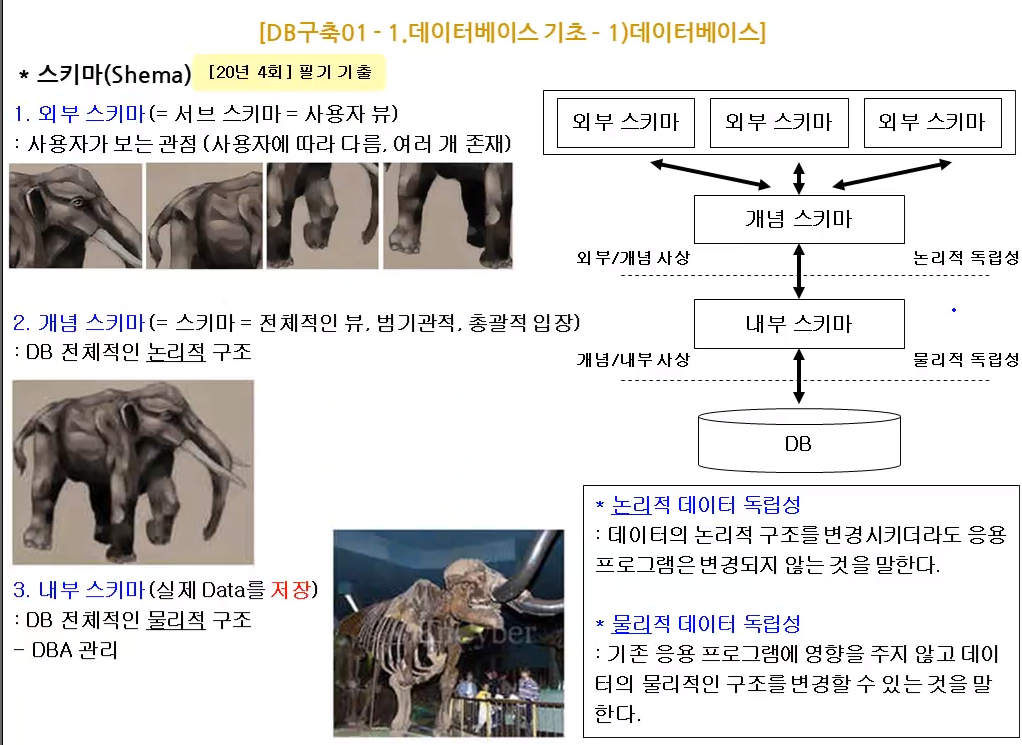 [DB구축01 - 1.데이터베이스 기초 - 1)데이터베이스]
* 스키마(Shema) [20년 4회] 필기 기출
1. 외부 스키마(= 서브 스키마 = 사용자 뷰)
: 사용자가 보는 관점 (사용자에 따라 다름, 여러 개 존재)
2. 개념 스키마(= 스키마 = 전체적인 뷰, 범기관적, 총괄적 입장)
: DB 전체적인 논리적 구조
3. 내부 스키마(실제 Data를 저장)
: DB 전체적인 물리적 구조
- DBA 관리
EnCyber
외부 스키마 외부 스키마 외부 스키마
개념 스키마
외부/개념 사상 논리적 독립성
내부 스키마
개념/내부 사상 물리적 독립성
DB
* 논리적 데이터 독립성
: 데이터의 논리적 구조를 변경시키더라도 응용
프로그램은 변경되지 않는 것을 말한다.
* 물리적 데이터 독립성
: 기존 응용 프로그램에 영향을 주지 않고 데이
터의 물리적인 구조를 변경할 수 있는 것을 말
한다.